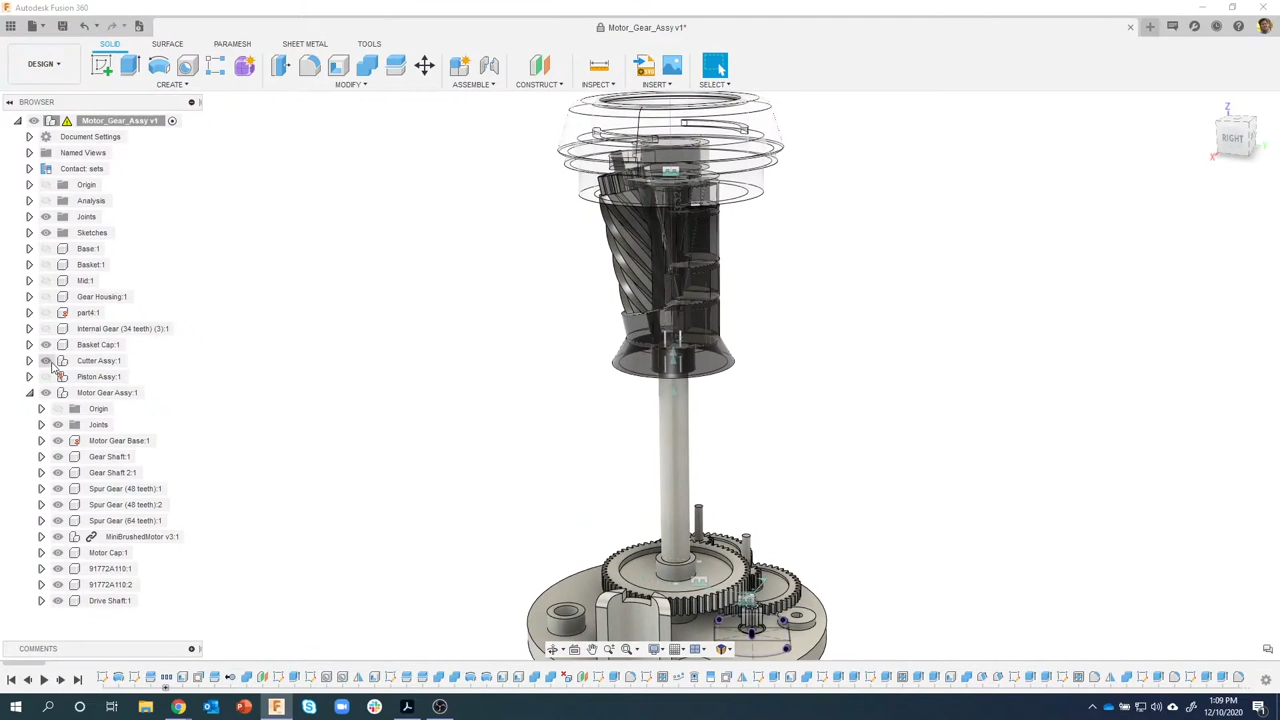 Autodesk Fusion 360
Motor_Gear_Assy v1*
DESIGN
SOLID SURFACE PARAMESH SHEET METAL TOOLS
CREATE MODIFY ASSEMBLE CONSTRUCT INSPECT INSERT SELECT
BROWSER
Motor_Gear_Assy v1
Document Settings
Named Views
Contact: sets
Origin
Analysis
Joints
Sketches
Base:1
Basket:1
Mid:1
Gear Housing:1
part4:1
Internal Gear (34 teeth) (3):1
Basket Cap:1
Cutter Assy:1
Piston Assy:1
Motor Gear Assy:1
Origin
Joints
Motor Gear Base:1
Gear Shaft:1
Gear Shaft 2:1
Spur Gear (48 teeth):1
Spur Gear (48 teeth):2
Spur Gear (64 teeth):1
MiniBrushedMotor v3:1
Motor Cap:1
91772A110:1
91772A110:2
Drive Shaft:1
COMMENTS
Z
RIGHT
X
Y
1:09 PM
12/10/2020